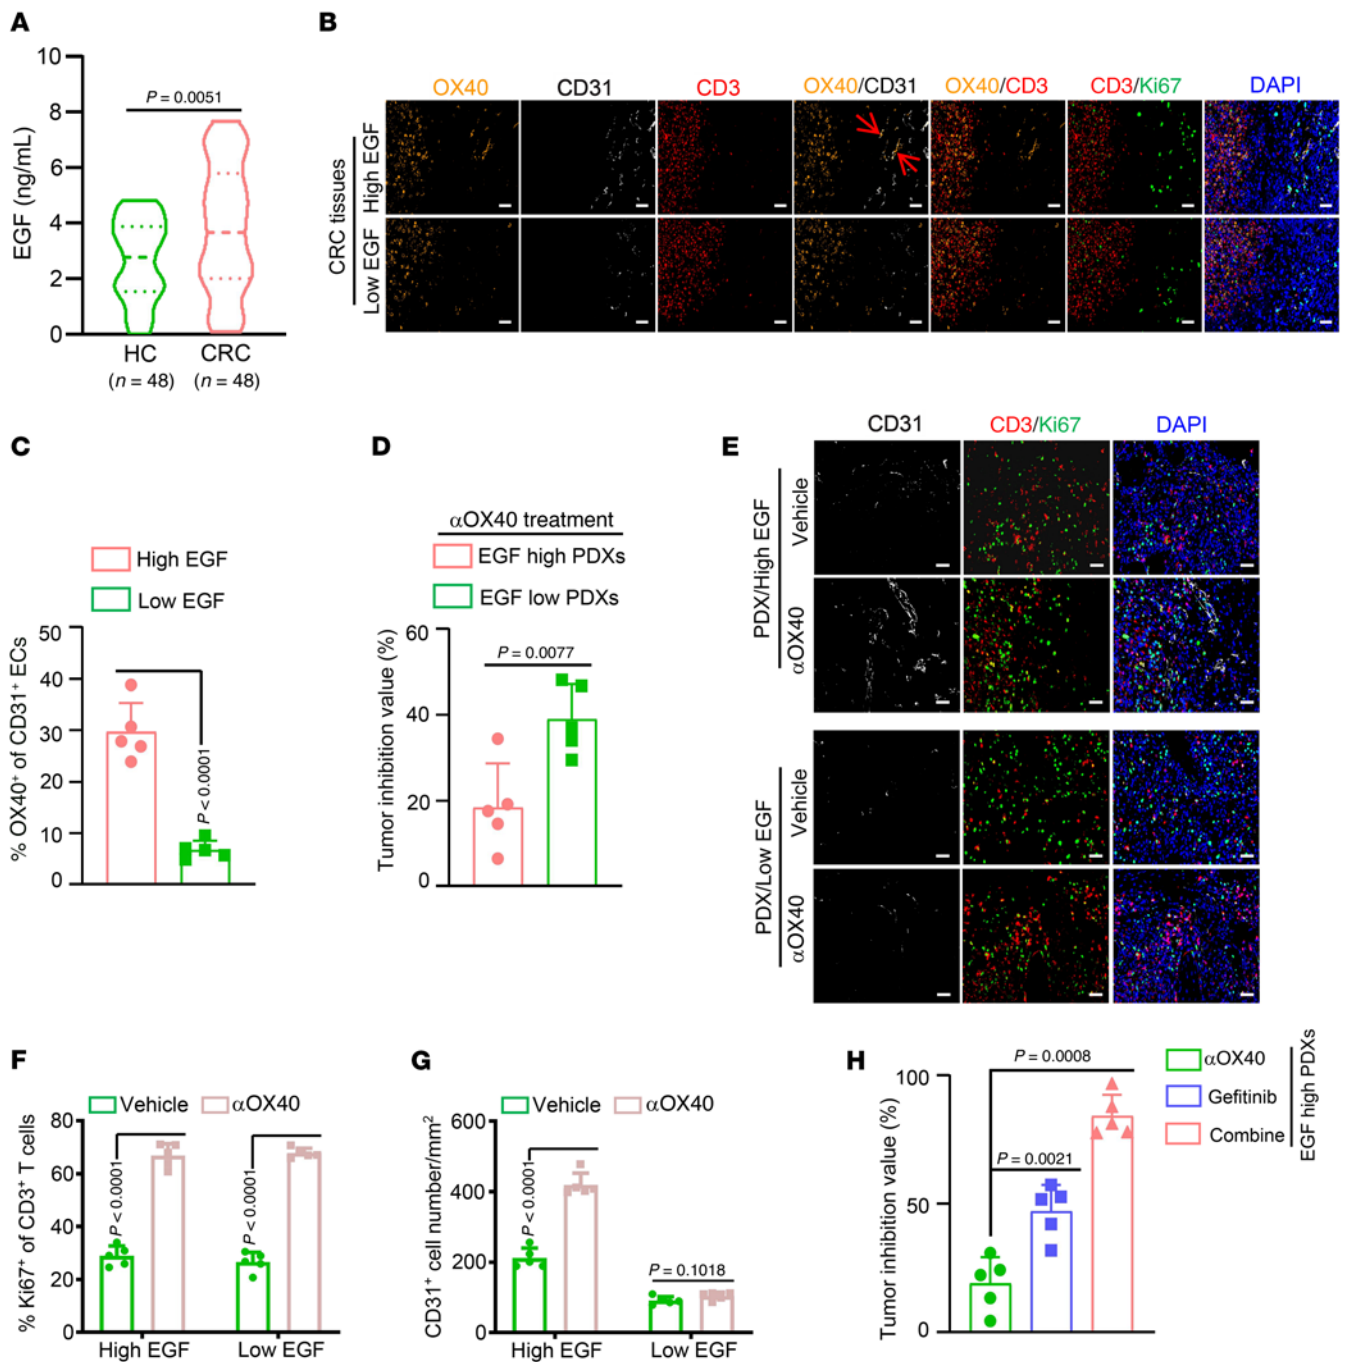 A
10
8
6
4
2
0
EGF (ng/mL)
P = 0.0051
HC
CRC
(n = 48)
(n = 48)
B
OX40
CD31
CD3
OX40/CD31
OX40/CD3
CD3/Ki67
DAPI
CRC tissues
High EGF
Low EGF
C
High EGF
Low EGF
50
40
30
20
10
0
% OX40⁺ of CD31⁺ ECs
P < 0.0001
D
αOX40 treatment
EGF high PDXs
EGF low PDXs
60
40
20
0
Tumor inhibition value (%)
P = 0.0077
E
CD31
CD3/Ki67
DAPI
PDX/High EGF
Vehicle
αOX40
PDX/Low EGF
Vehicle
αOX40
F
Vehicle
αOX40
80
60
40
20
0
% Ki67⁺ of CD3⁺ T cells
P < 0.0001
P < 0.0001
High EGF
Low EGF
G
Vehicle
αOX40
600
400
200
0
CD31⁺ cell number/mm²
P < 0.0001
P = 0.1018
High EGF
Low EGF
H
100
50
0
Tumor inhibition value (%)
P = 0.0008
P = 0.0021
αOX40
Gefitinib
Combine
EGF high PDXs